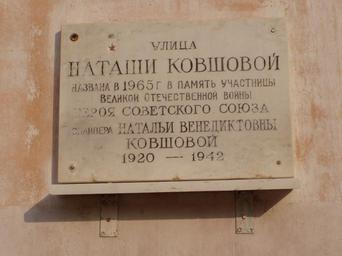 УЛИЦА
НАТАШИ КОВШОВОЙ
НАЗВАНА В 1965 Г В ПАМЯТЬ УЧАСТНИЦЫ
ВЕЛИКОЙ ОТЕЧЕСТВЕННОЙ ВОЙНЫ
ГЕРОЯ СОВЕТСКОГО СОЮЗА
СНАЙПЕРА НАТАЛЬИ ВЕНЕДИКТОВНЫ
КОВШОВОЙ
1920 — 1942